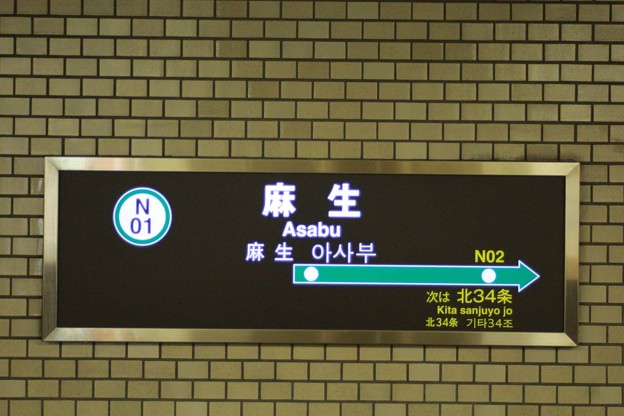 N
01
麻生
Asabu
麻生 아사부
N02
次は 北34条
Kita sanjuyo jo
北34条 기타34조